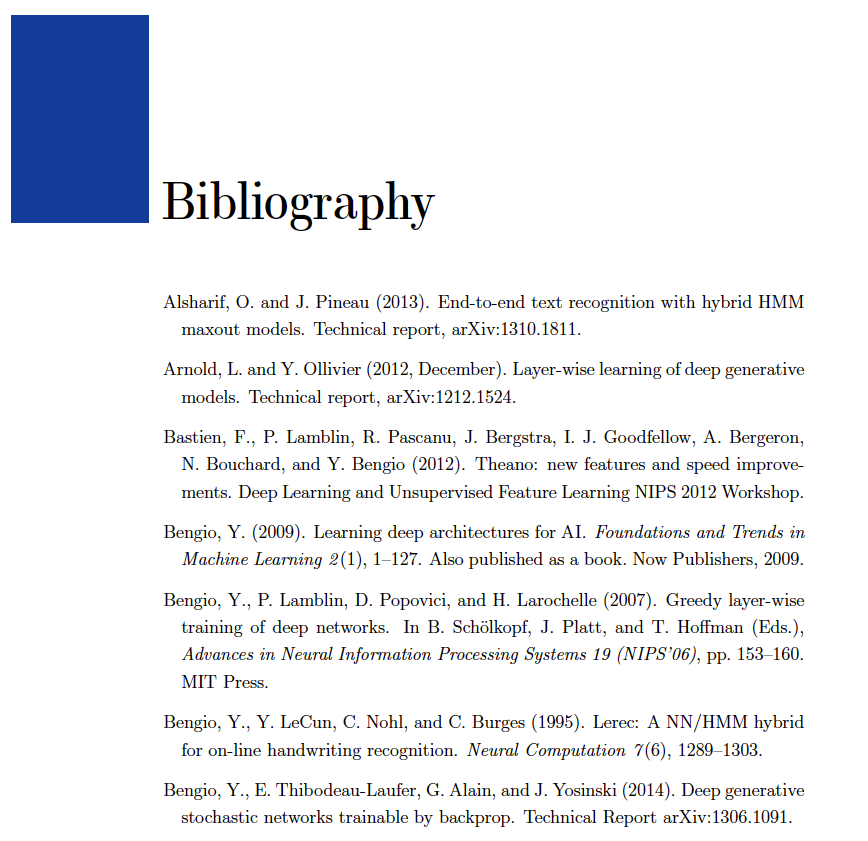 Bibliography
Alsharif, O. and J. Pineau (2013). End-to-end text recognition with hybrid HMM
maxout models. Technical report, arXiv:1310.1811.
Arnold, L. and Y. Ollivier (2012, December). Layer-wise learning of deep generative
models. Technical report, arXiv:1212.1524.
Bastien, F., P. Lamblin, R. Pascanu, J. Bergstra, I. J. Goodfellow, A. Bergeron,
N. Bouchard, and Y. Bengio (2012). Theano: new features and speed improve-
ments. Deep Learning and Unsupervised Feature Learning NIPS 2012 Workshop.
Bengio, Y. (2009). Learning deep architectures for AI. Foundations and Trends in
Machine Learning 2(1), 1–127. Also published as a book. Now Publishers, 2009.
Bengio, Y., P. Lamblin, D. Popovici, and H. Larochelle (2007). Greedy layer-wise
training of deep networks. In B. Schölkopf, J. Platt, and T. Hoffman (Eds.),
Advances in Neural Information Processing Systems 19 (NIPS'06), pp. 153–160.
MIT Press.
Bengio, Y., Y. LeCun, C. Nohl, and C. Burges (1995). Lerec: A NN/HMM hybrid
for on-line handwriting recognition. Neural Computation 7(6), 1289–1303.
Bengio, Y., E. Thibodeau-Laufer, G. Alain, and J. Yosinski (2014). Deep generative
stochastic networks trainable by backprop. Technical Report arXiv:1306.1091.